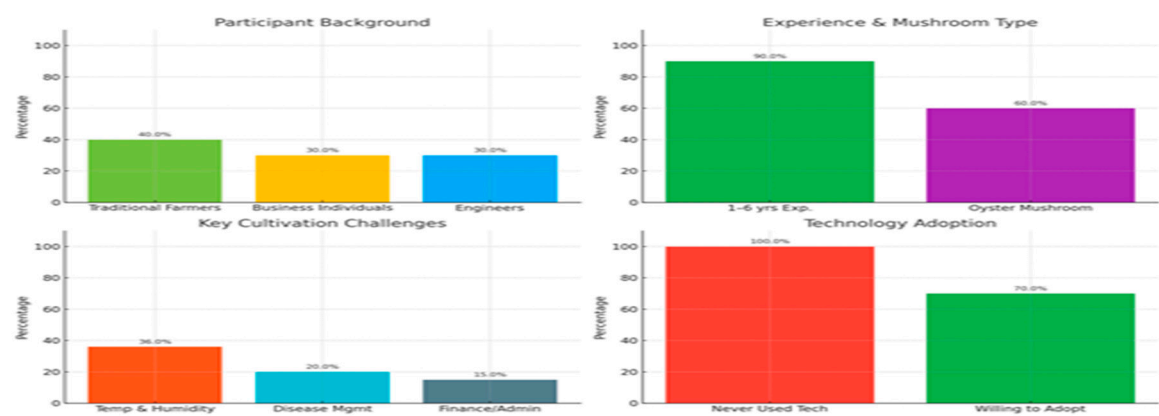 Participant Background
Percentage
100
80
60
40
20
0
40.0%
30.0%
30.0%
Traditional Farmers
Business Individuals
Engineers
Experience & Mushroom Type
Percentage
100
80
60
40
20
0
90.0%
60.0%
1–6 yrs Exp.
Oyster Mushroom
Key Cultivation Challenges
Percentage
100
80
60
40
20
0
36.0%
20.0%
15.0%
Temp & Humidity
Disease Mgmt
Finance/Admin
Technology Adoption
Percentage
100
80
60
40
20
0
100.0%
70.0%
Never Used Tech
Willing to Adopt